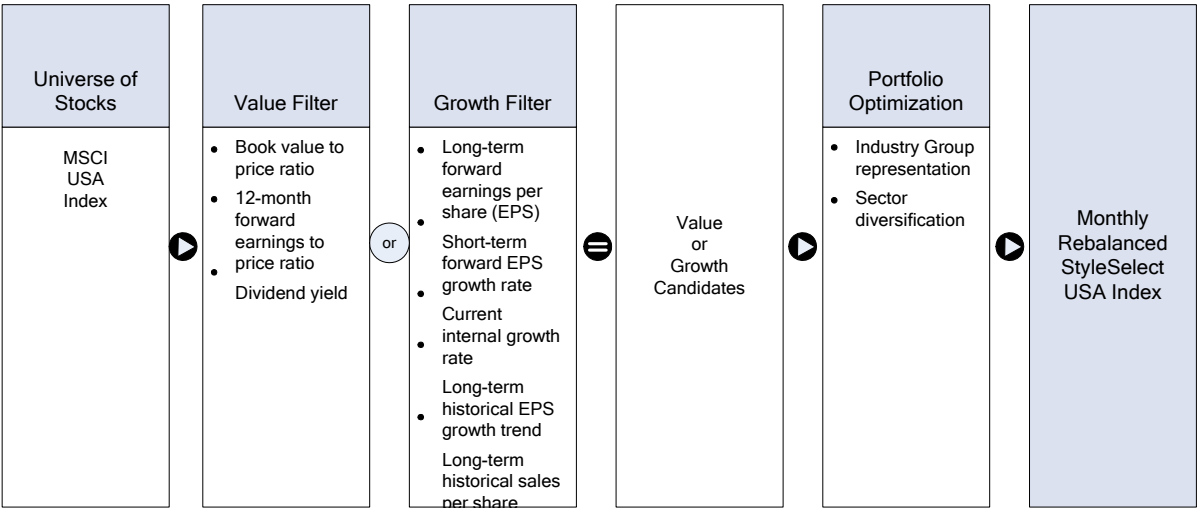 Universe of
Stocks
MSCI
USA
Index
Value Filter
• Book value to
price ratio
• 12-month
forward
earnings to
price ratio
• Dividend yield
or
Growth Filter
• Long-term
forward
earnings per
share (EPS)
• Short-term
forward EPS
growth rate
• Current
internal growth
rate
• Long-term
historical EPS
growth trend
• Long-term
historical sales
per share
Value
or
Growth
Candidates
Portfolio
Optimization
• Industry Group
representation
• Sector
diversification
Monthly
Rebalanced
StyleSelect
USA Index